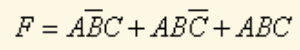 F = AB̅C + ABC̅ + ABC